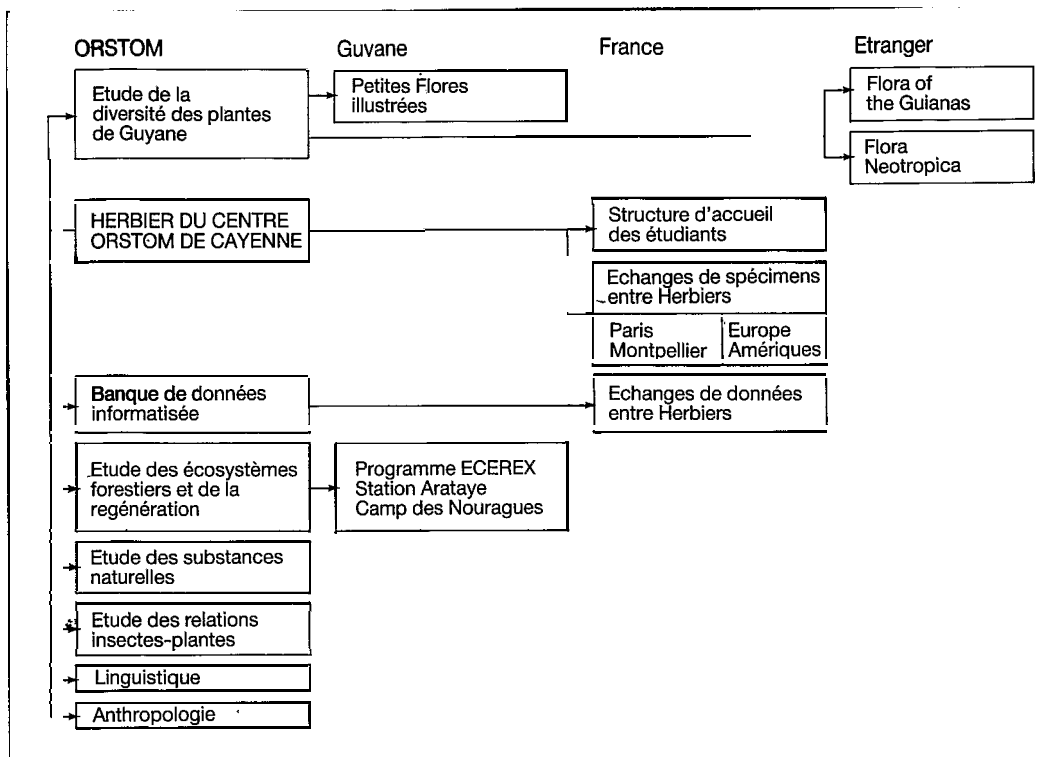 ORSTOM
Guvane
France
Etranger
Etude de la
diversité des plantes
de Guyane
Petites Flores
illustrées
Flora of
the Guianas
Flora
Neotropica
HERBIER DU CENTRE
ORSTOM DE CAYENNE
Structure d'accueil
des étudiants
Echanges de spécimens
entre Herbiers
Paris
Montpellier
Europe
Amériques
Banque de données
informatisée
Echanges de données
entre Herbiers
Etude des écosystèmes
forestiers et de la
regénération
Programme ECEREX
Station Arataye
Camp des Nouragues
Etude des substances
naturelles
Etude des relations
insectes-plantes
Linguistique
Anthropologie